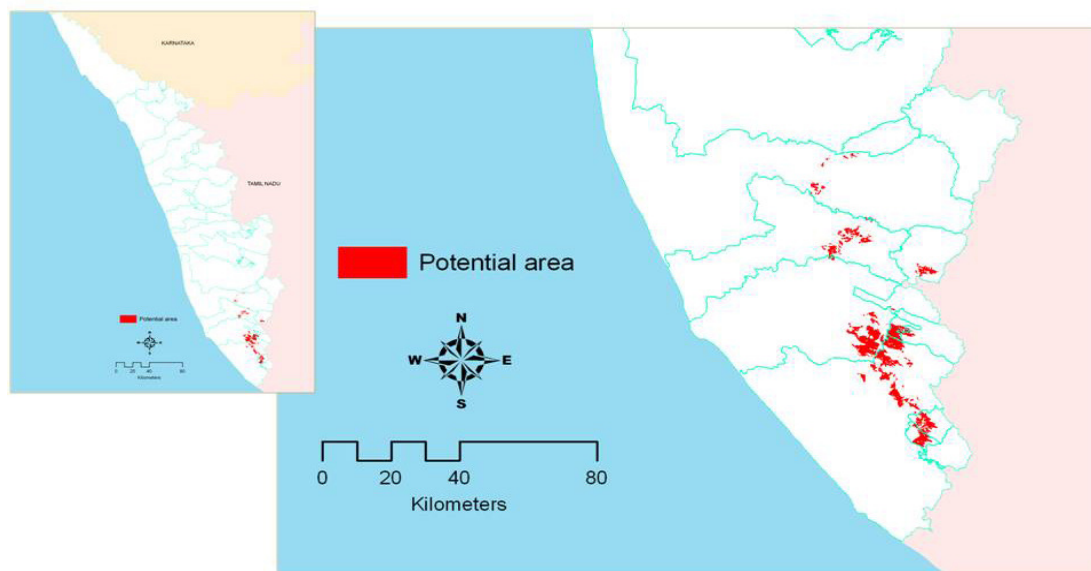 KARNATAKA
TAMIL NADU
Potential area
0 20 40 80
Kilometers
Potential area
N
W E
S
0 20 40 80
Kilometers